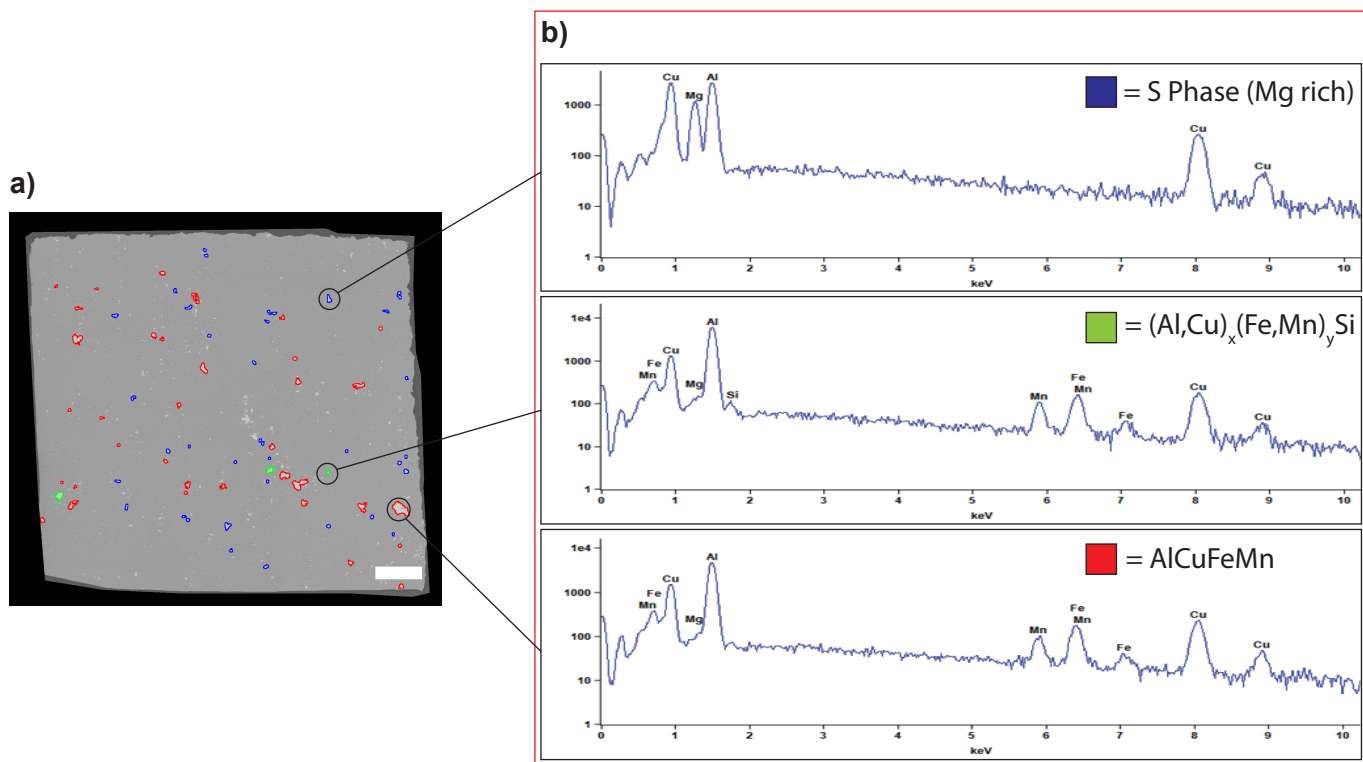 a)
b)
Cu Al
Mg
= S Phase (Mg rich)
Cu
Cu
1000
100
10
1
0 1 2 3 4 5 6 7 8 9 10
keV
Al
= (Al,Cu)x(Fe,Mn)ySi
1e4
Cu
1000
Fe
Mn Mg
Si
Fe
Mn Mn
Cu
Fe
Cu
100
10
1
0 1 2 3 4 5 6 7 8 9 10
keV
Al
= AlCuFeMn
1e4
Cu
1000
Fe
Mn Mg
Fe
Mn Mn
Cu
Fe
Cu
100
10
1
0 1 2 3 4 5 6 7 8 9 10
keV